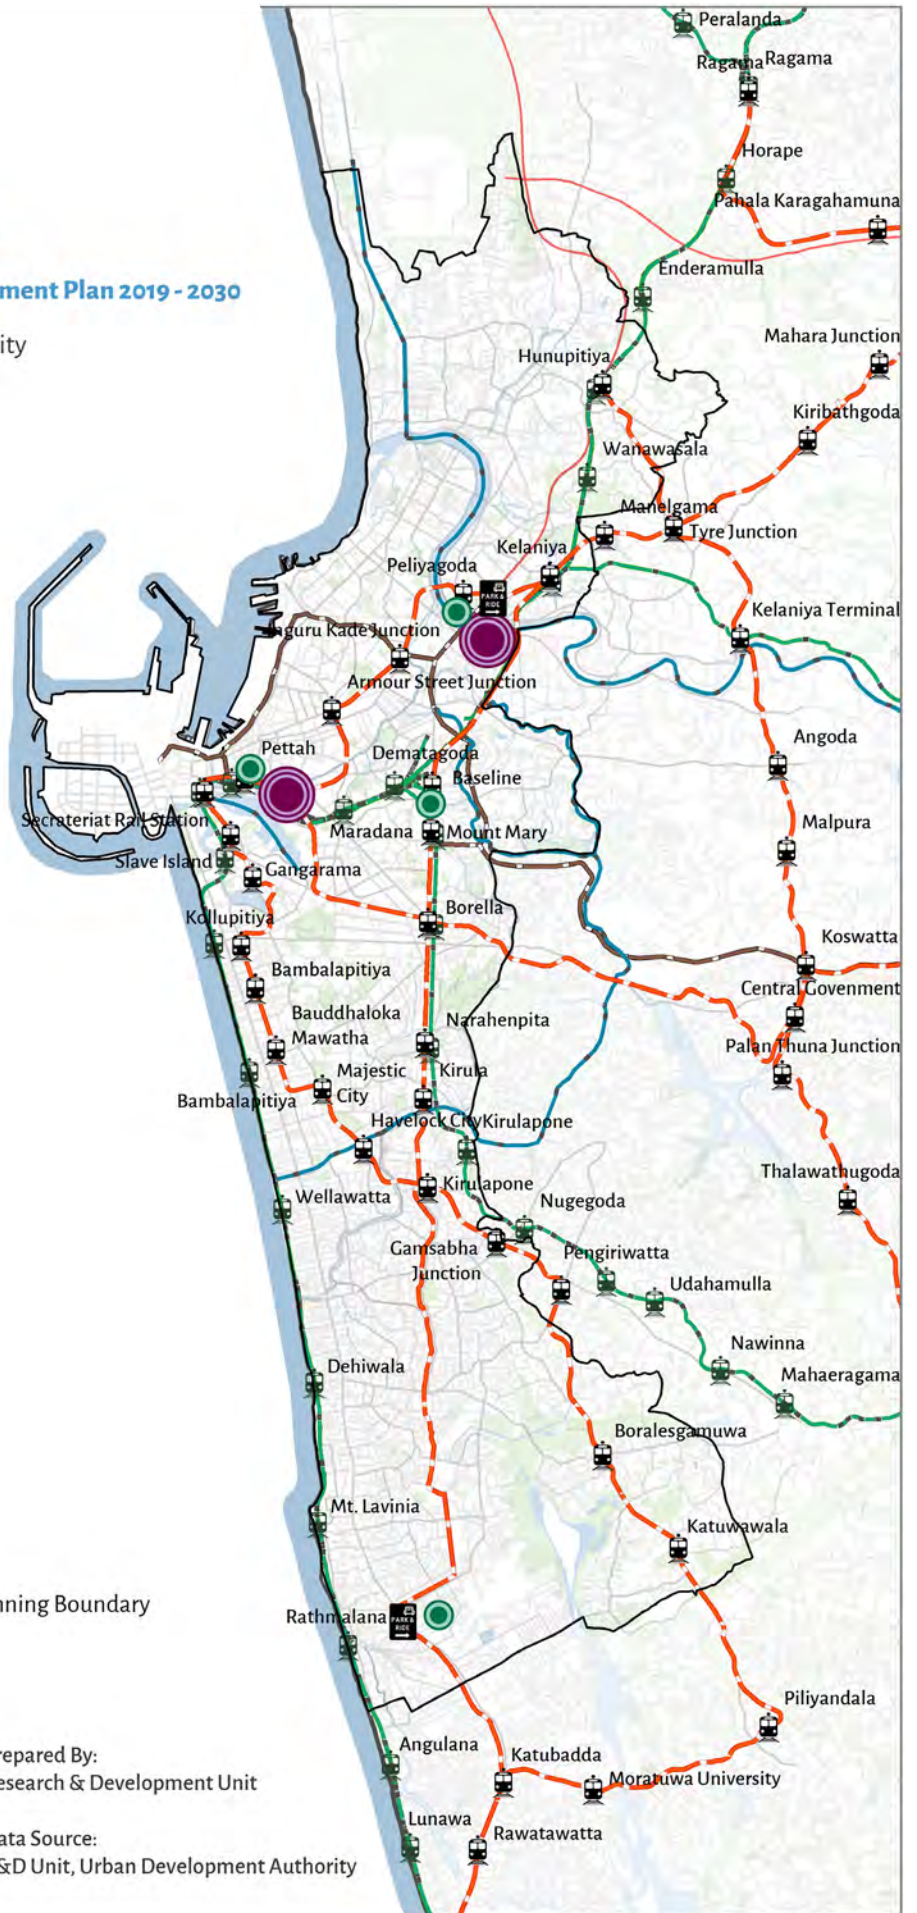 Peralanda
Ragama
Ragama
Horape
Pahala Karagahamuna
Enderamulla
ment Plan 2019 - 2030
ity
Mahara Junction
Hunupitiya
Kiribathgoda
Wanawasala
Manelgama
Tyre Junction
Kelaniya
Peliyagoda
PARK &
RIDE
Kelaniya Terminal
Inguru Kade Junction
Armour Street Junction
Angoda
Pettah
Dematagoda
Baseline
Secrateriat Rail Station
Maradana
Mount Mary
Malpura
Slave Island
Gangarama
Kollupitiya
Borella
Koswatta
Bambalapitiya
Central Govenment
Bauddhaloka
Mawatha
Narahenpita
Palan Thuna Junction
Majestic
City
Kirula
Bambalapitiya
Havelock City
Kirulapone
Thalawathugoda
Wellawatta
Kirulapone
Nugegoda
Gamsabha
Junction
Pengiriwatta
Udahamulla
Nawinna
Dehiwala
Mahaeragama
Boralesgamuwa
Mt. Lavinia
Katuwawala
nning Boundary
Rathmalana
PARK &
RIDE
Piliyandala
repared By:
esearch & Development Unit
Angulana
Katubadda
Moratuwa University
Lunawa
Rawatawatta
ata Source:
&D Unit, Urban Development Authority